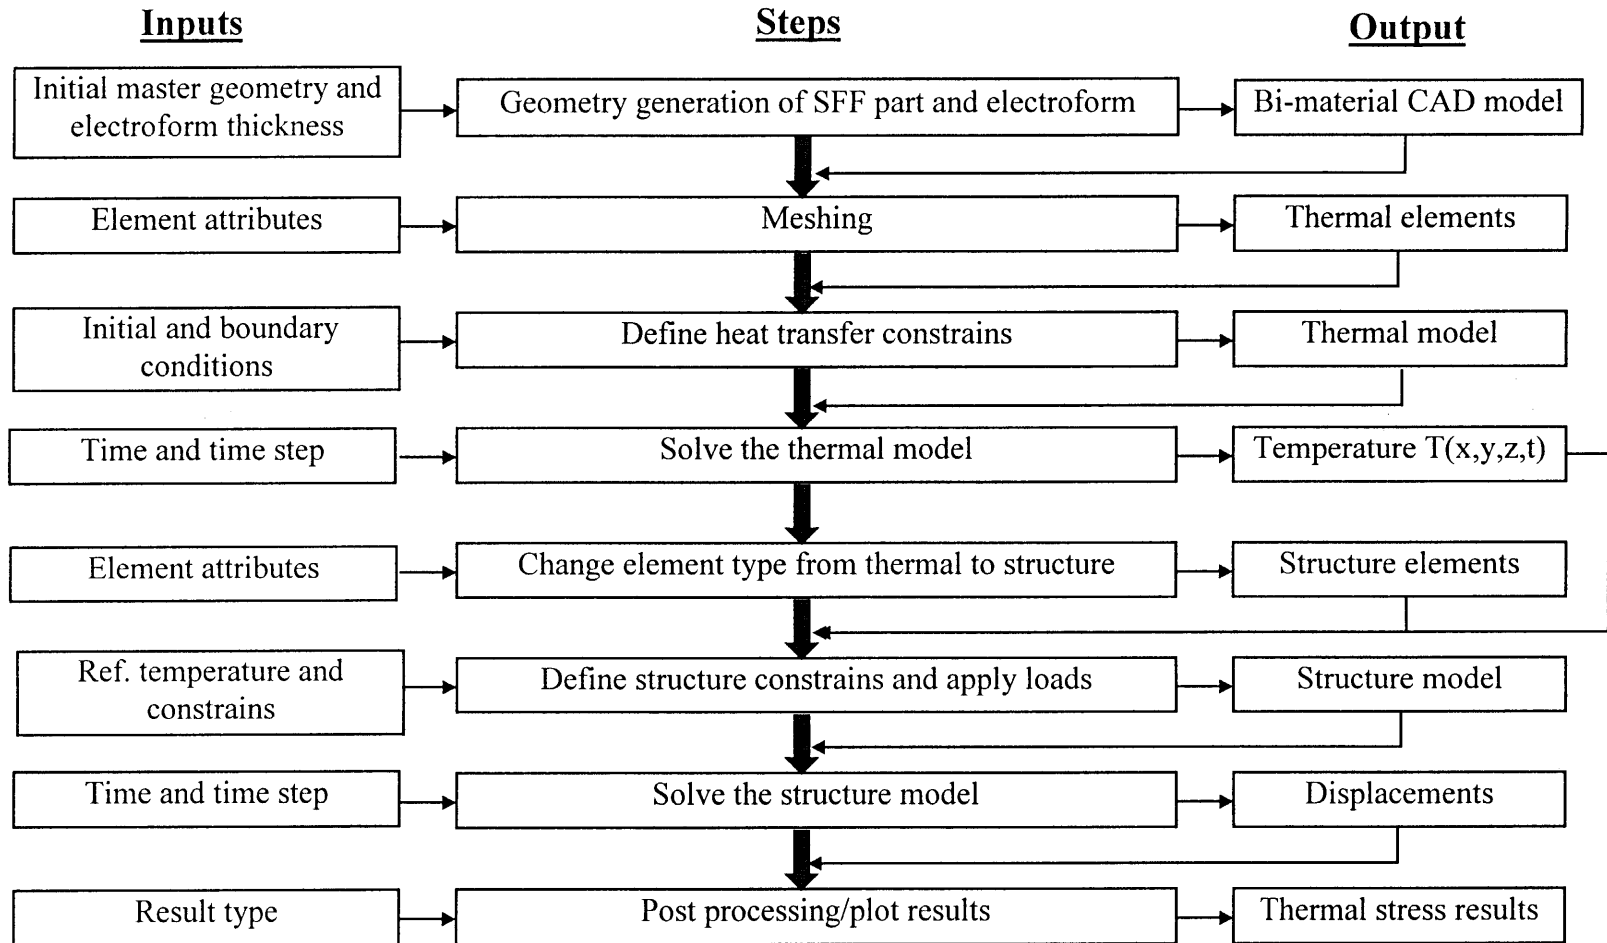 Inputs
Steps
Output
Initial master geometry and
electroform thickness
Geometry generation of SFF part and electroform
Bi-material CAD model
Element attributes
Meshing
Thermal elements
Initial and boundary
conditions
Define heat transfer constrains
Thermal model
Time and time step
Solve the thermal model
Temperature T(x,y,z,t)
Element attributes
Change element type from thermal to structure
Structure elements
Ref. temperature and
constrains
Define structure constrains and apply loads
Structure model
Time and time step
Solve the structure model
Displacements
Result type
Post processing/plot results
Thermal stress results